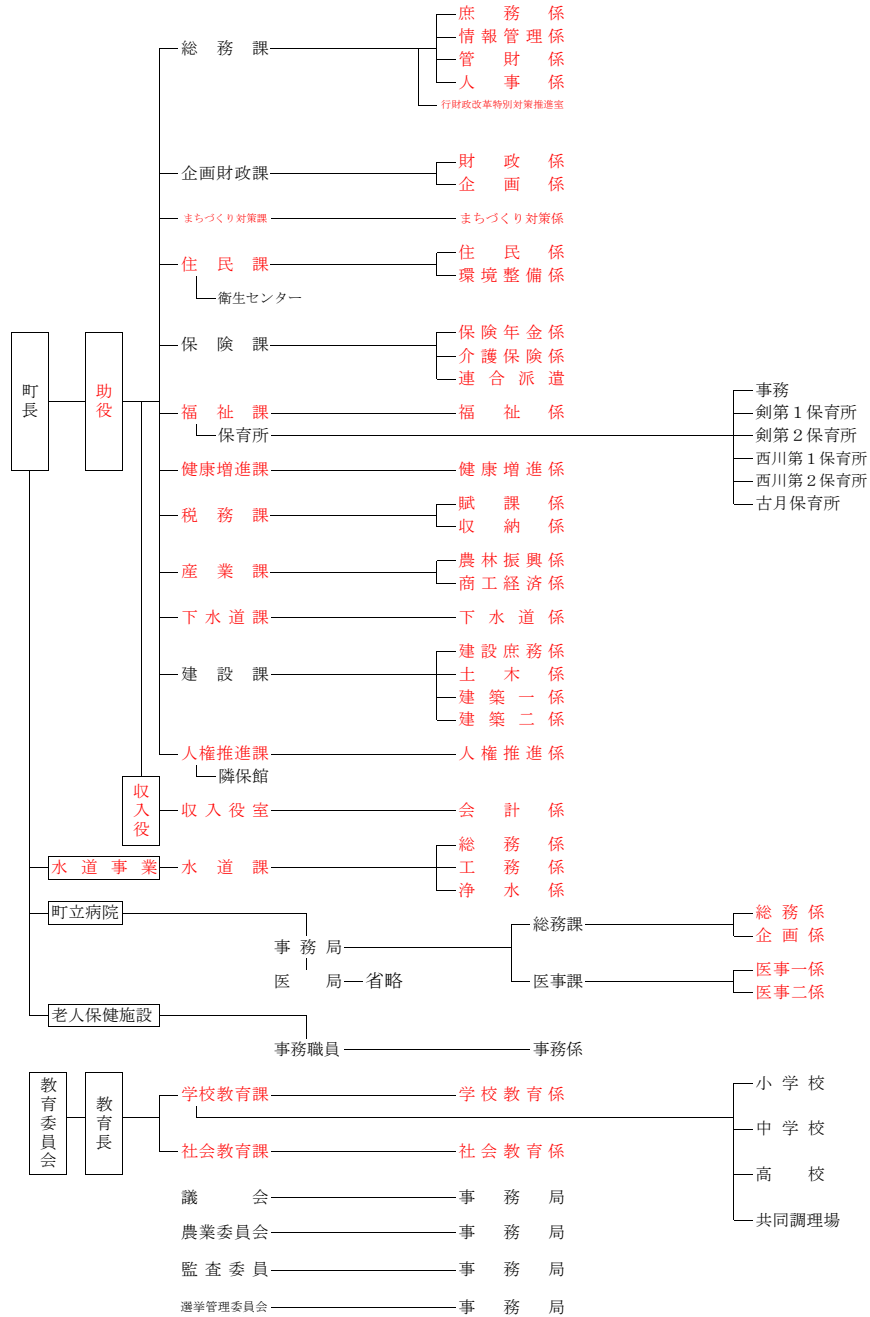 町長
助役
総務課
庶務係
情報管理係
管財係
人事係
行財政改革特別対策推進室
企画財政課
財政係
企画係
まちづくり対策課
まちづくり対策係
住民課
住民係
環境整備係
衛生センター
保険課
保険年金係
介護保険係
連合派遣
福祉課
福祉係
保育所
事務
剣第1保育所
剣第2保育所
西川第1保育所
西川第2保育所
古月保育所
健康増進課
健康増進係
税務課
賦課係
収納係
産業課
農林振興係
商工経済係
下水道課
下水道係
建設課
建設庶務係
土木係
建築一係
建築二係
人権推進課
人権推進係
隣保館
収入役
収入役室
会計係
水道事業
水道課
総務係
工務係
浄水係
町立病院
事務局
総務課
総務係
企画係
医事課
医事一係
医事二係
医局
省略
老人保健施設
事務職員
事務係
教育委員会
教育長
学校教育課
学校教育係
小学校
中学校
高校
共同調理場
社会教育課
社会教育係
議会
事務局
農業委員会
事務局
監査委員
事務局
選挙管理委員会
事務局